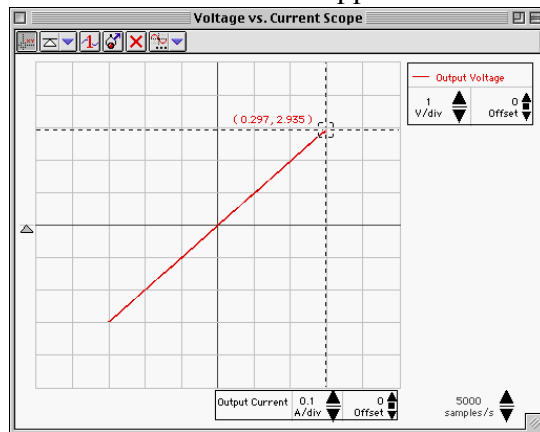 Voltage vs. Current Scope
Output Voltage
1
V/div
0
Offset
(0.297, 2.935)
Output Current
0.1
A/div
0
Offset
5000
samples/s